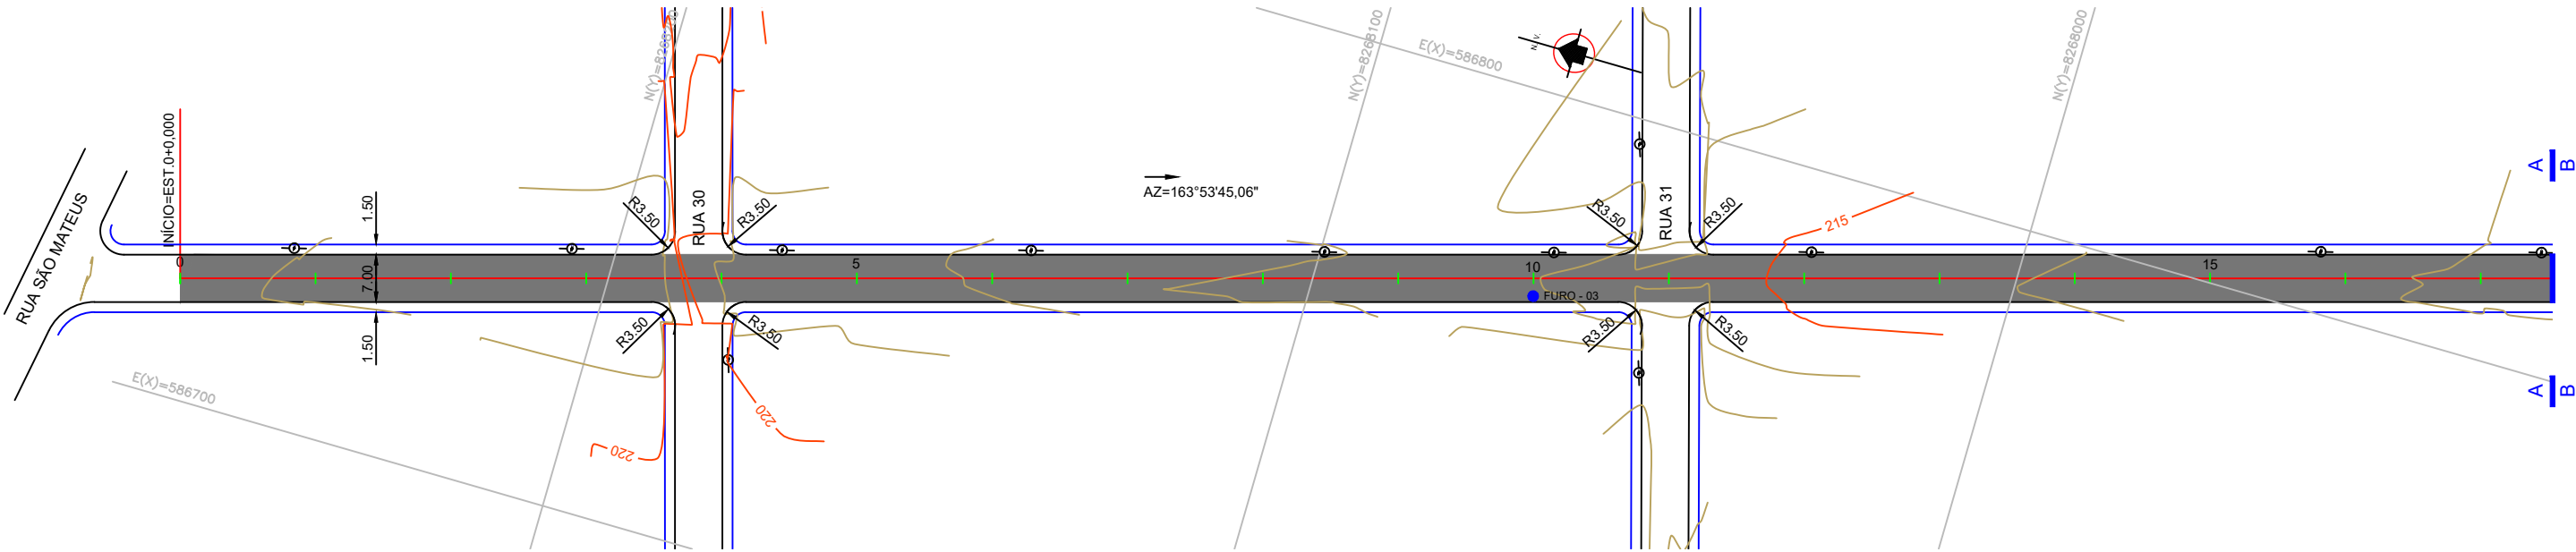 N(Y)=8268100
E(X)=586800
N. V.
N(Y)=8268000
INÍCIO=EST.0+0,000
RUA SÃO MATEUS
1.50
7.00
1.50
R3.50
RUA 30
R3.50
AZ=163°53'45,06"
R3.50
RUA 31
R3.50
215
A
B
0
5
10
15
FURO - 03
R3.50
R3.50
R3.50
R3.50
E(X)=586700
220
220
A
B